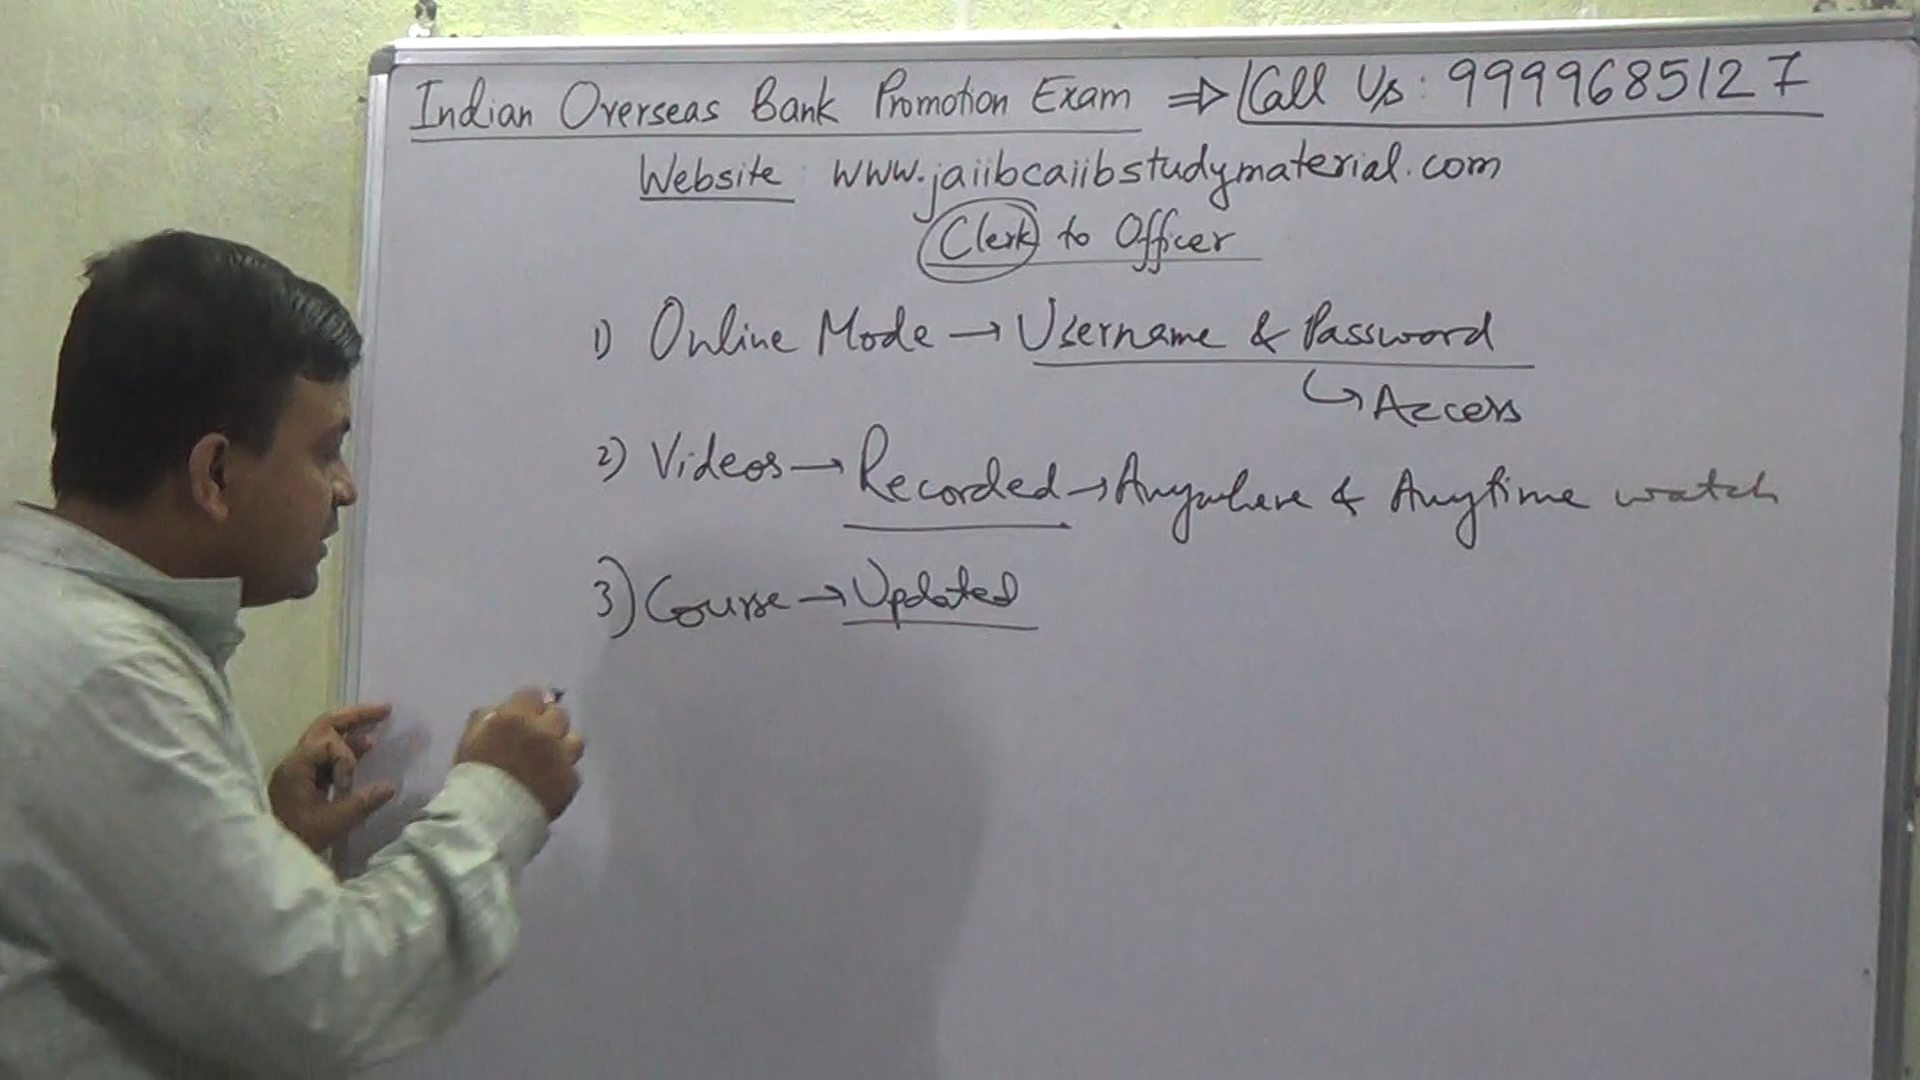 Indian Overseas Bank Promotion Exam ⇒ Call Us: 9999685127
Website: www.jaiibcaiibstudymaterial.com
Clerk to Officer
1) Online Mode → Username & Password
↳ Access
2) Videos → Recorded → Anywhere & Anytime watch
3) Course → Updated